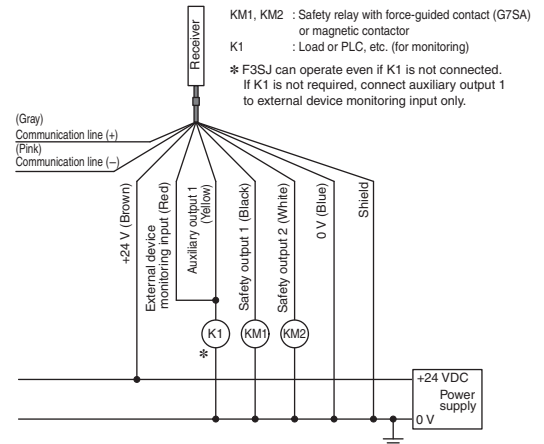 Receiver
KM1, KM2 : Safety relay with force-guided contact (G7SA)
or magnetic contactor
K1 : Load or PLC, etc. (for monitoring)
* F3SJ can operate even if K1 is not connected.
If K1 is not required, connect auxiliary output 1
to external device monitoring input only.
(Gray)
Communication line (+)
(Pink)
Communication line (−)
+24 V (Brown)
External device
monitoring input (Red)
Auxiliary output 1
(Yellow)
Safety output 1 (Black)
Safety output 2 (White)
0 V (Blue)
Shield
K1
*
KM1
KM2
+24 VDC
Power
supply
0 V